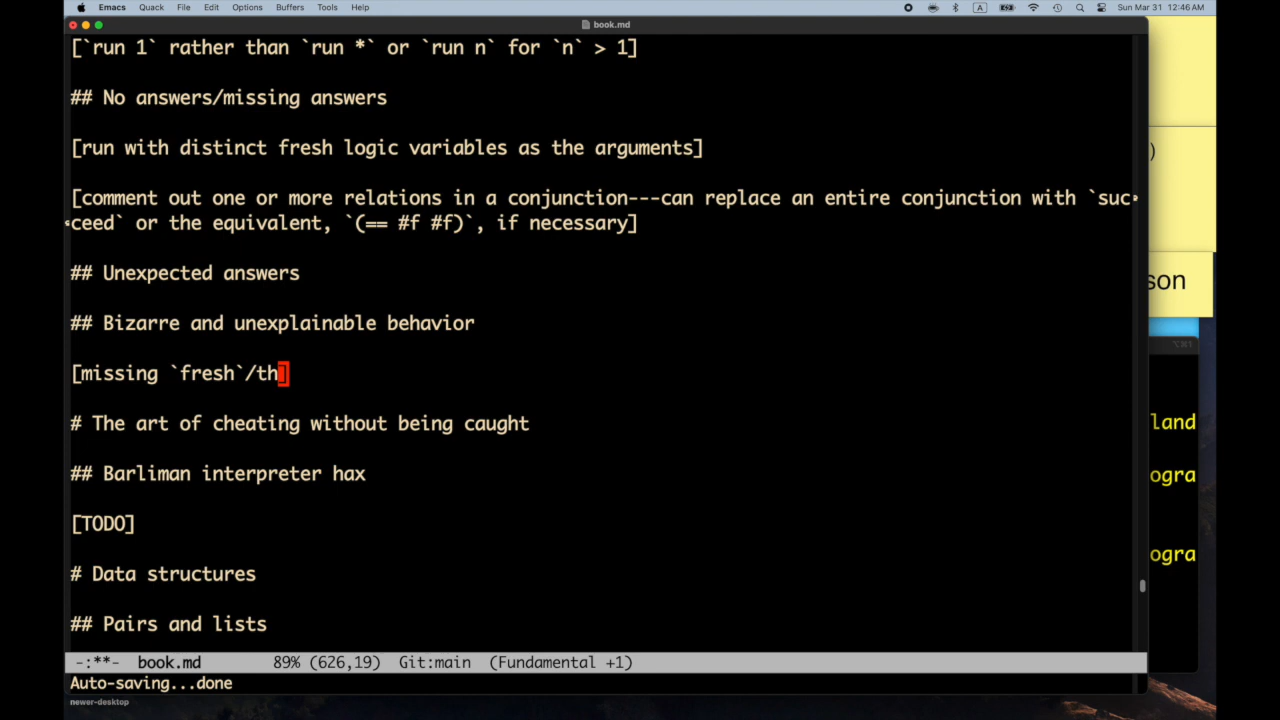 Emacs Quack File Edit Options Buffers Tools Help A Sun Mar 31 12:46 AM
book.md
[`run 1` rather than `run *` or `run n` for `n` > 1]
## No answers/missing answers
[run with distinct fresh logic variables as the arguments]
[comment out one or more relations in a conjunction---can replace an entire conjunction with `suc
ceed` or the equivalent, `(== #f #f)`, if necessary]
## Unexpected answers
## Bizarre and unexplainable behavior
[missing `fresh`/th]
# The art of cheating without being caught
## Barliman interpreter hax
[TODO]
# Data structures
## Pairs and lists
-:**- book.md 89% (626,19) Git:main (Fundamental +1)
Auto-saving...done
newer-desktop
)
son
⌥⌘1
land
ogra
ogra